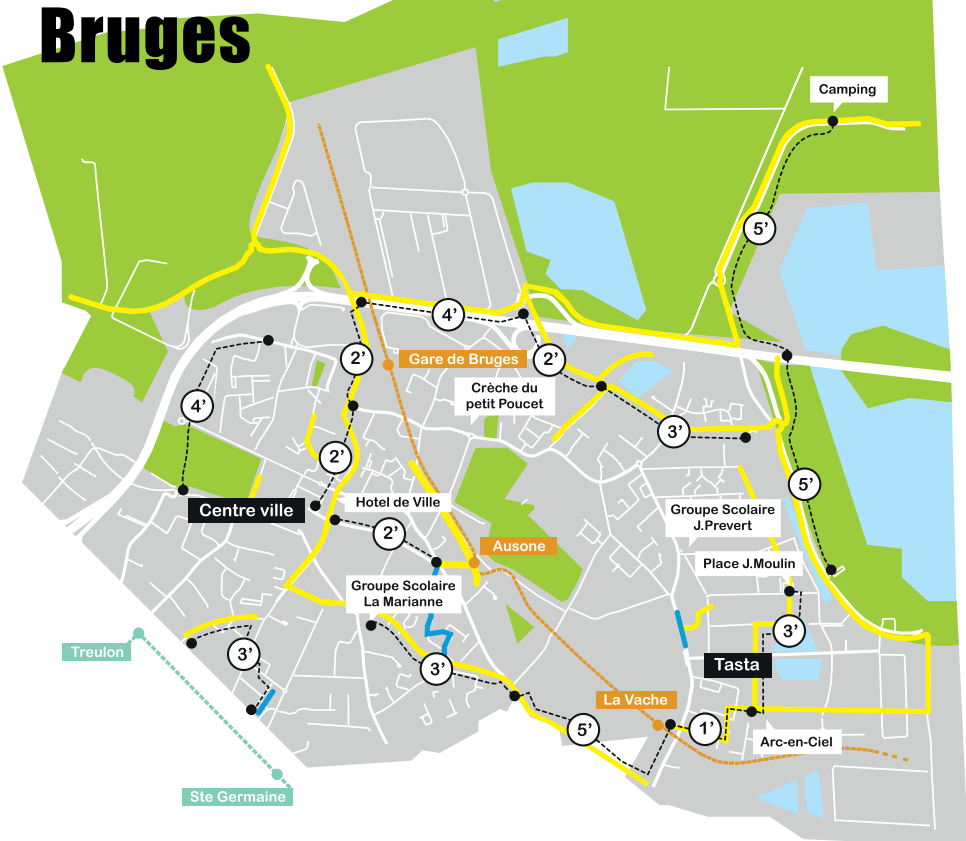 Bruges
Camping
5’
4’
2’
2’
Gare de Bruges
Crèche du
petit Poucet
4’
3’
2’
5’
Centre ville
Hotel de Ville
Groupe Scolaire
J.Prevert
2’
Ausone
Place J.Moulin
Groupe Scolaire
La Marianne
3’
Treulon
3’
3’
Tasta
La Vache
5’
1’
Arc-en-Ciel
Ste Germaine